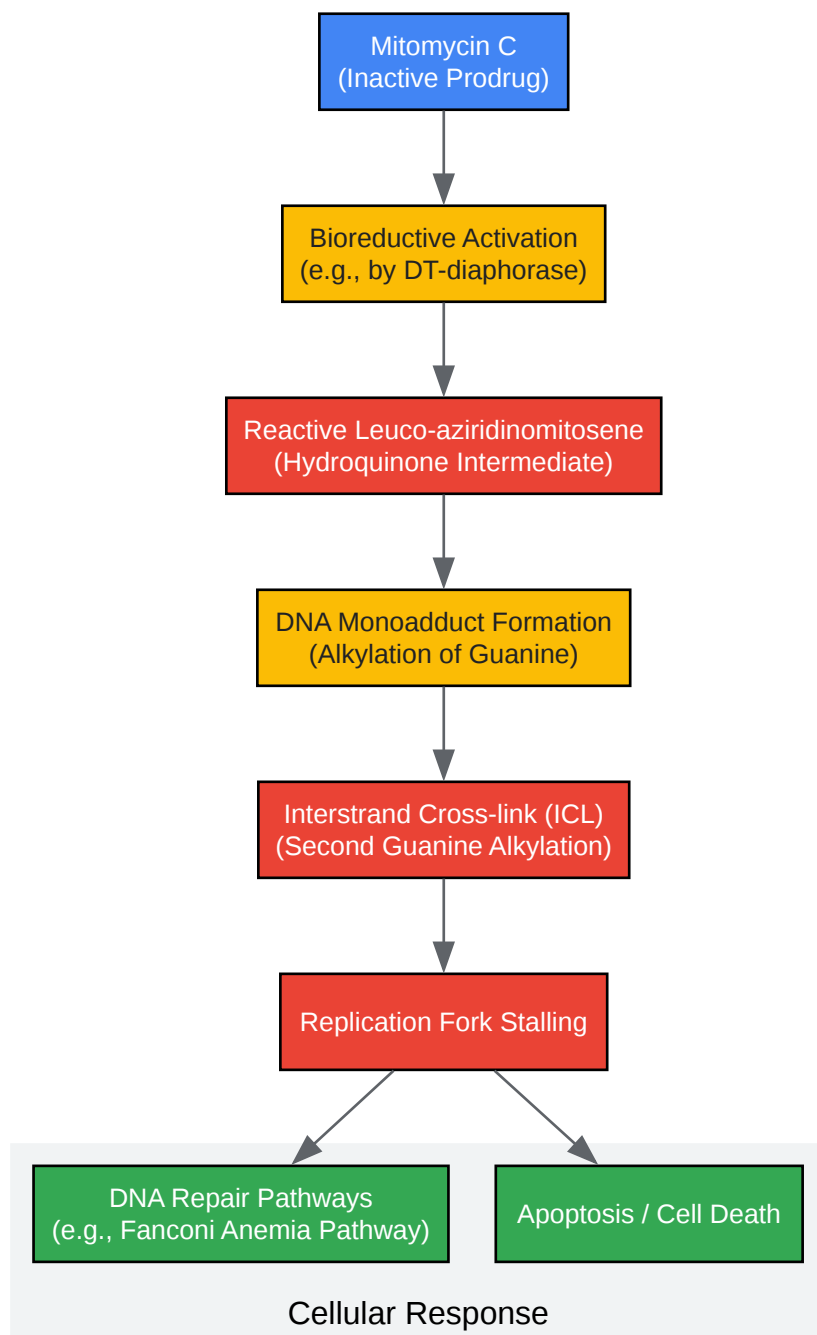 Mitomycin C
(Inactive Prodrug)
Bioreductive Activation
(e.g., by DT-diaphorase)
Reactive Leuco-aziridinomitosene
(Hydroquinone Intermediate)
DNA Monoadduct Formation
(Alkylation of Guanine)
Interstrand Cross-link (ICL)
(Second Guanine Alkylation)
Replication Fork Stalling
DNA Repair Pathways
(e.g., Fanconi Anemia Pathway)
Apoptosis / Cell Death
Cellular Response